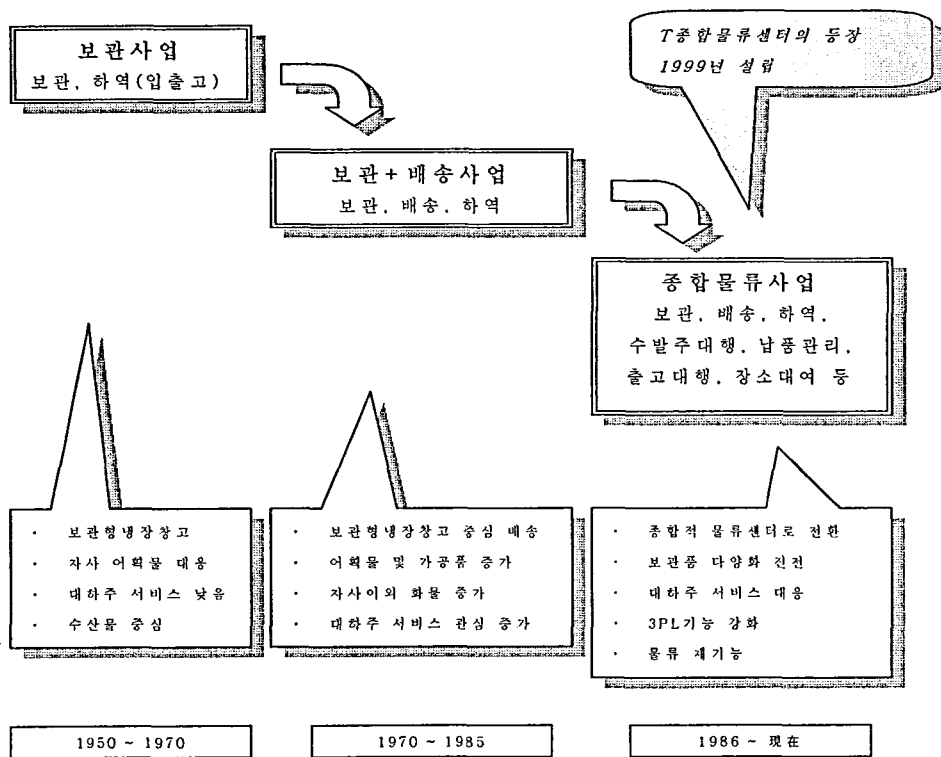 보관사업
보관, 하역(입출고)
T종합물류센터의 등장
1999년 설립
보관+배송사업
보관, 배송, 하역
종합물류사업
보관, 배송, 하역,
수발주대행, 납품관리,
출고대행, 장소대여 등
· 보관형냉장창고
· 자사 어획물 대응
· 대하주 서비스 낮음
· 수산물 중심
· 보관형냉장창고 중심 배송
· 어획물 및 가공품 증가
· 자사이외 화물 증가
· 대하주 서비스 관심 증가
· 종합적 물류센터로 전환
· 보관품 다양화 진전
· 대하주 서비스 대응
· 3PL기능 강화
· 물류 제기능
1950 ~ 1970
1970 ~ 1985
1986 ~ 現在